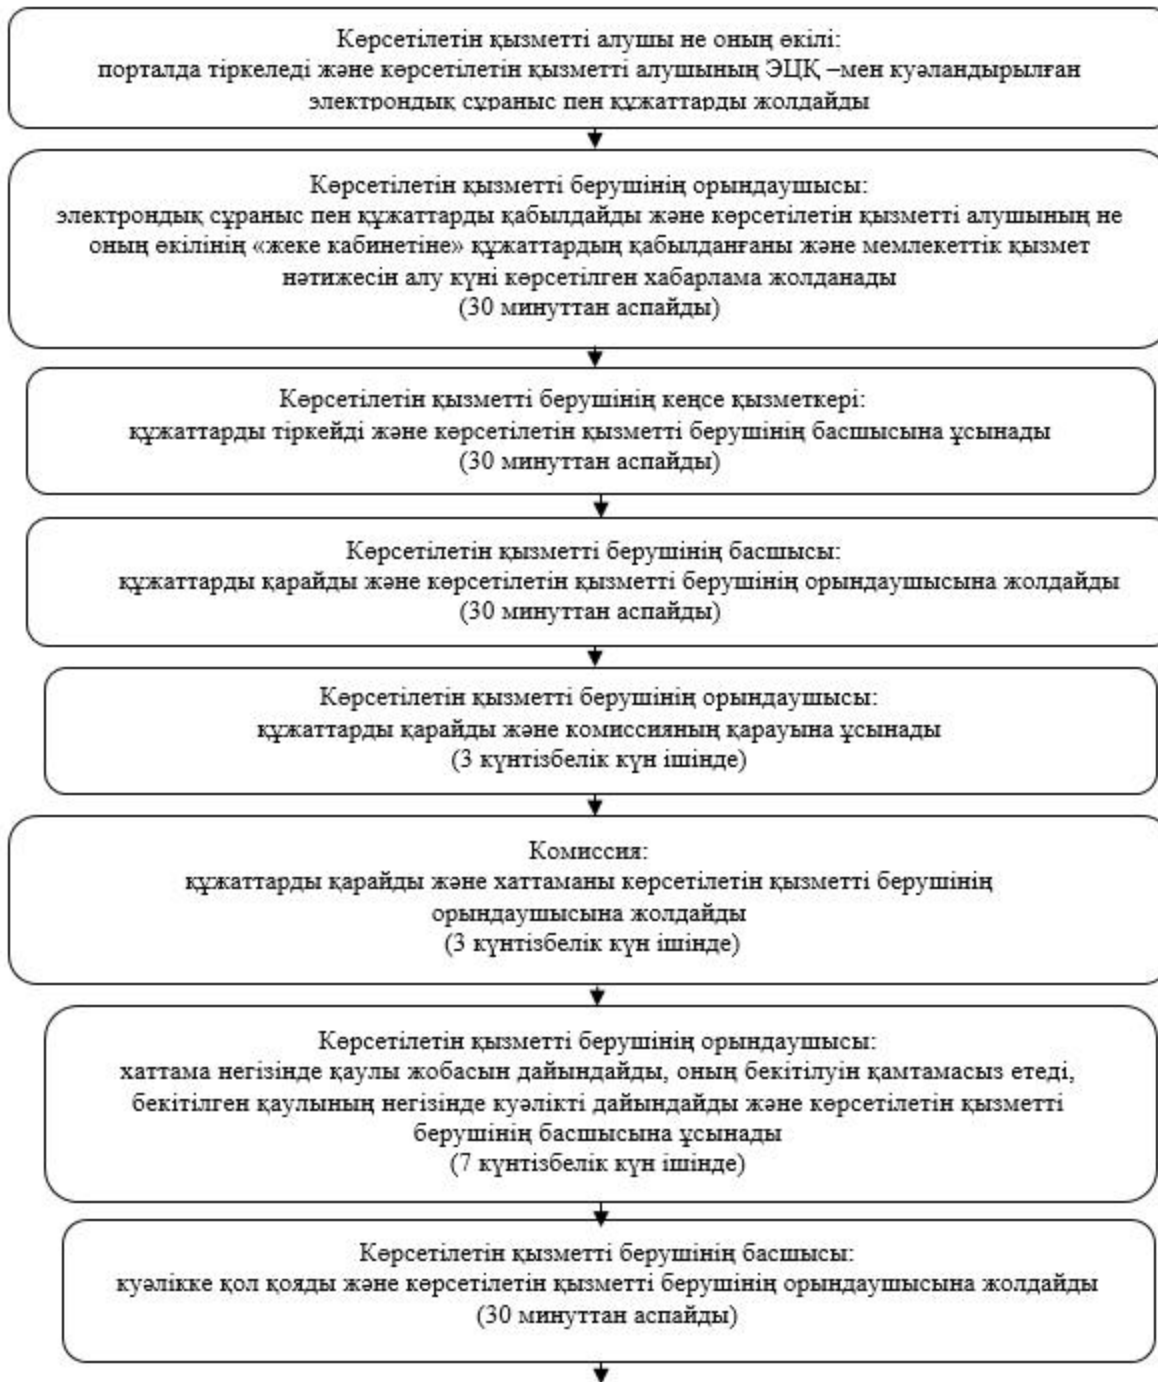 Көрсетілетін қызметті алушы не оның өкілі:
порталда тіркеледі және көрсетілетін қызметті алушының ЭЦҚ –мен куәландырылған
электрондық сұраныс пен құжаттарды жолдайды
Көрсетілетін қызметті берушінің орындаушысы:
электрондық сұраныс пен құжаттарды қабылдайды және көрсетілетін қызметті алушының не
оның өкілінің «жеке кабинетіне» құжаттардың қабылданғаны және мемлекеттік қызмет
нәтижесін алу күні көрсетілген хабарлама жолданады
(30 минуттан аспайды)
Көрсетілетін қызметті берушінің кеңсе қызметкері:
құжаттарды тіркейді және көрсетілетін қызметті берушінің басшысына ұсынады
(30 минуттан аспайды)
Көрсетілетін қызметті берушінің басшысы:
құжаттарды қарайды және көрсетілетін қызметті берушінің орындаушысына жолдайды
(30 минуттан аспайды)
Көрсетілетін қызметті берушінің орындаушысы:
құжаттарды қарайды және комиссияның қарауына ұсынады
(3 күнтізбелік күн ішінде)
Комиссия:
құжаттарды қарайды және хаттаманы көрсетілетін қызметті берушінің
орындаушысына жолдайды
(3 күнтізбелік күн ішінде)
Көрсетілетін қызметті берушінің орындаушысы:
хаттама негізінде қаулы жобасын дайындайды, оның бекітілуін қамтамасыз етеді,
бекітілген қаулының негізінде куәлікті дайындайды және көрсетілетін қызметті
берушінің басшысына ұсынады
(7 күнтізбелік күн ішінде)
Көрсетілетін қызметті берушінің басшысы:
куәлікке қол қояды және көрсетілетін қызметті берушінің орындаушысына жолдайды
(30 минуттан аспайды)